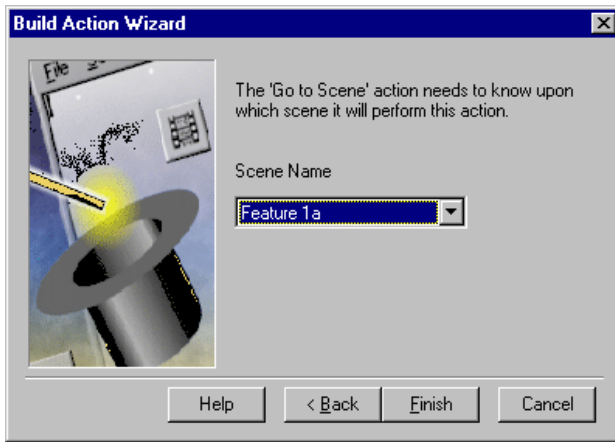 Build Action Wizard
File
The 'Go to Scene' action needs to know upon
which scene it will perform this action.
Scene Name
Feature 1a
Help
< Back
Finish
Cancel